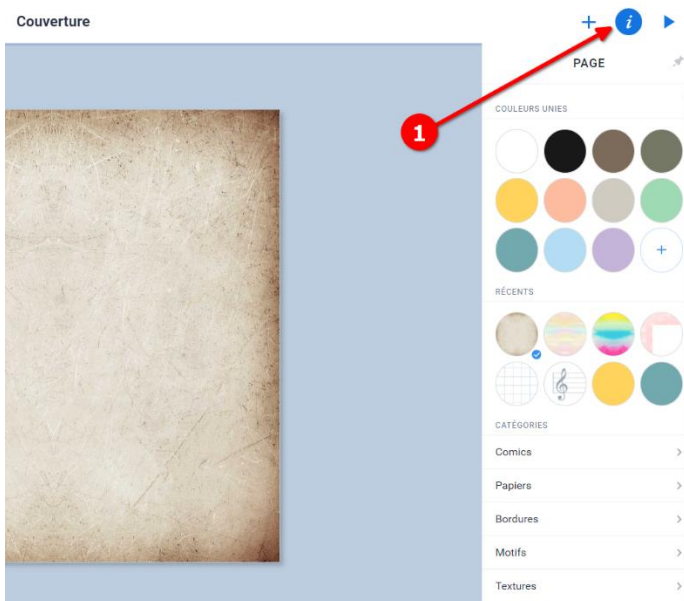 Couverture
+ i
PAGE
1
COULEURS UNIES
+
RÉCENTS
CATÉGORIES
Comics
Papiers
Bordures
Motifs
Textures